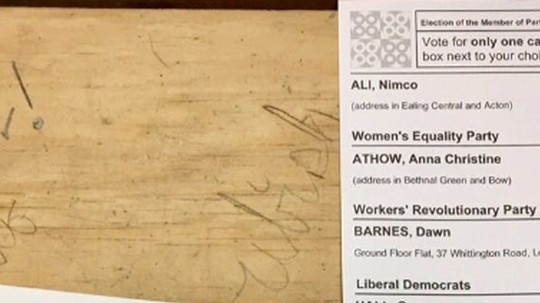 Election of the Member of Par
Vote for only one ca
box next to your choi
ALI, Nimco
(address in Ealing Central and Acton)
Women's Equality Party
ATHOW, Anna Christine
(address in Bethnal Green and Bow)
Workers' Revolutionary Party
BARNES, Dawn
Ground Floor Flat, 37 Whittington Road, Lo
Liberal Democrats